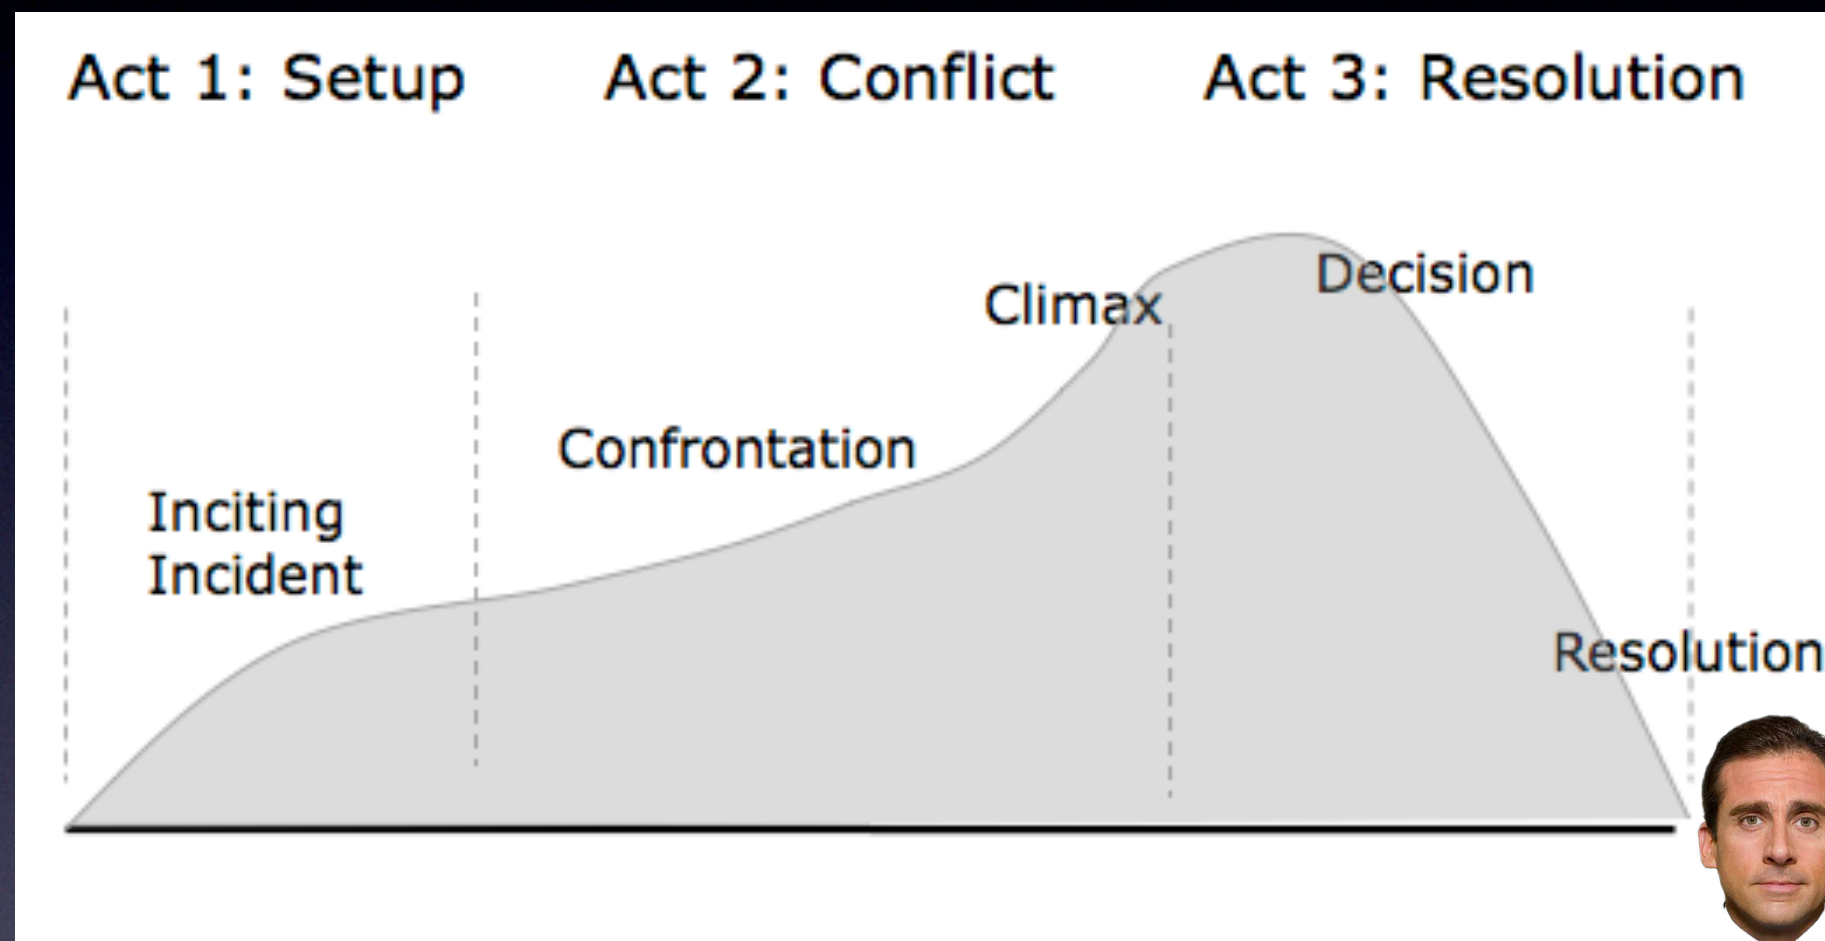 Act 1: Setup
Act 2: Conflict
Act 3: Resolution
Inciting
Incident
Confrontation
Climax
Decision
Resolution